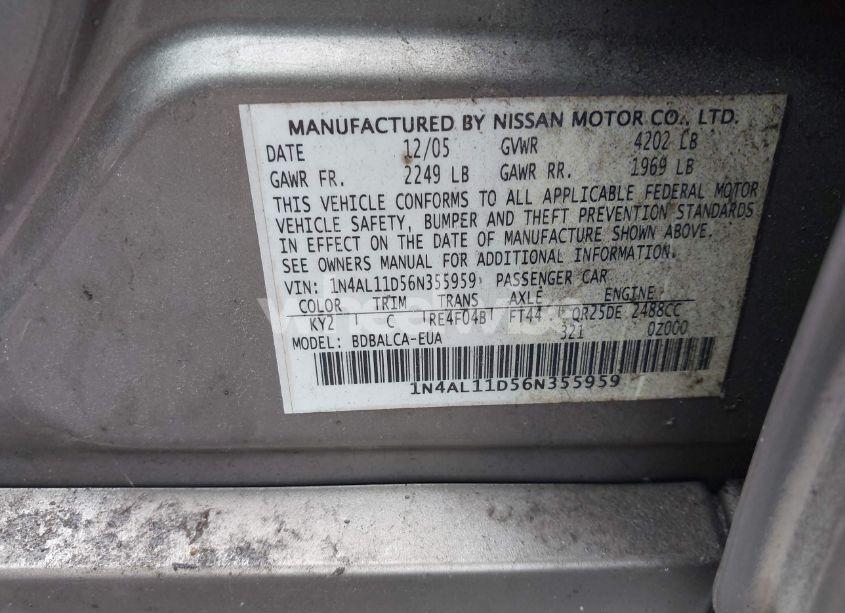 MANUFACTURED BY NISSAN MOTOR CO., LTD.
DATE 12/05 GVWR 4202 LB
GAWR FR. 2249 LB GAWR RR. 1969 LB
THIS VEHICLE CONFORMS TO ALL APPLICABLE FEDERAL MOTOR
VEHICLE SAFETY, BUMPER AND THEFT PREVENTION STANDARDS
IN EFFECT ON THE DATE OF MANUFACTURE SHOWN ABOVE.
SEE OWNERS MANUAL FOR ADDITIONAL INFORMATION.
VIN: 1N4AL11D56N355959 PASSENGER CAR
COLOR TRIM TRANS AXLE ENGINE
KY2 C RE4F04B FT44 QR25DE 2488CC
321 0Z000
MODEL: BDBALCA-EUA
1N4AL11D56N355959